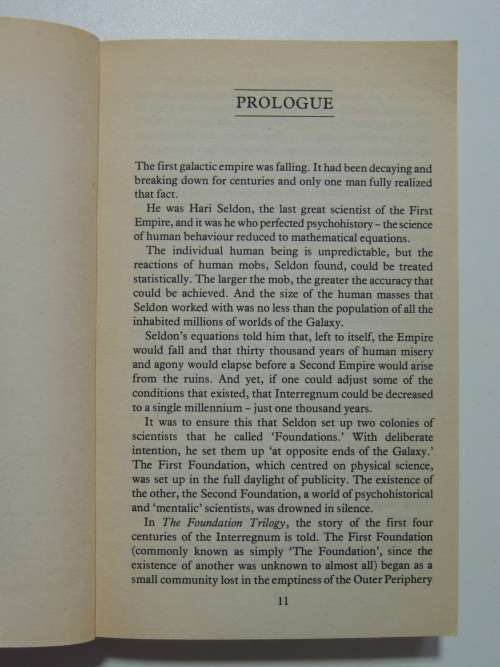 PROLOGUE
The first galactic empire was falling. It had been decaying and
breaking down for centuries and only one man fully realized
that fact.
He was Hari Seldon, the last great scientist of the First
Empire, and it was he who perfected psychohistory – the science
of human behaviour reduced to mathematical equations.
The individual human being is unpredictable, but the
reactions of human mobs, Seldon found, could be treated
statistically. The larger the mob, the greater the accuracy that
could be achieved. And the size of the human masses that
Seldon worked with was no less than the population of all the
inhabited millions of worlds of the Galaxy.
Seldon's equations told him that, left to itself, the Empire
would fall and that thirty thousand years of human misery
and agony would elapse before a Second Empire would arise
from the ruins. And yet, if one could adjust some of the
conditions that existed, that Interregnum could be decreased
to a single millennium – just one thousand years.
It was to ensure this that Seldon set up two colonies of
scientists that he called 'Foundations.' With deliberate
intention, he set them up 'at opposite ends of the Galaxy.'
The First Foundation, which centred on physical science,
was set up in the full daylight of publicity. The existence of
the other, the Second Foundation, a world of psychohistorical
and 'mentalic' scientists, was drowned in silence.
In The Foundation Trilogy, the story of the first four
centuries of the Interregnum is told. The First Foundation
(commonly known as simply 'The Foundation', since the
existence of another was unknown to almost all) began as a
small community lost in the emptiness of the Outer Periphery
11